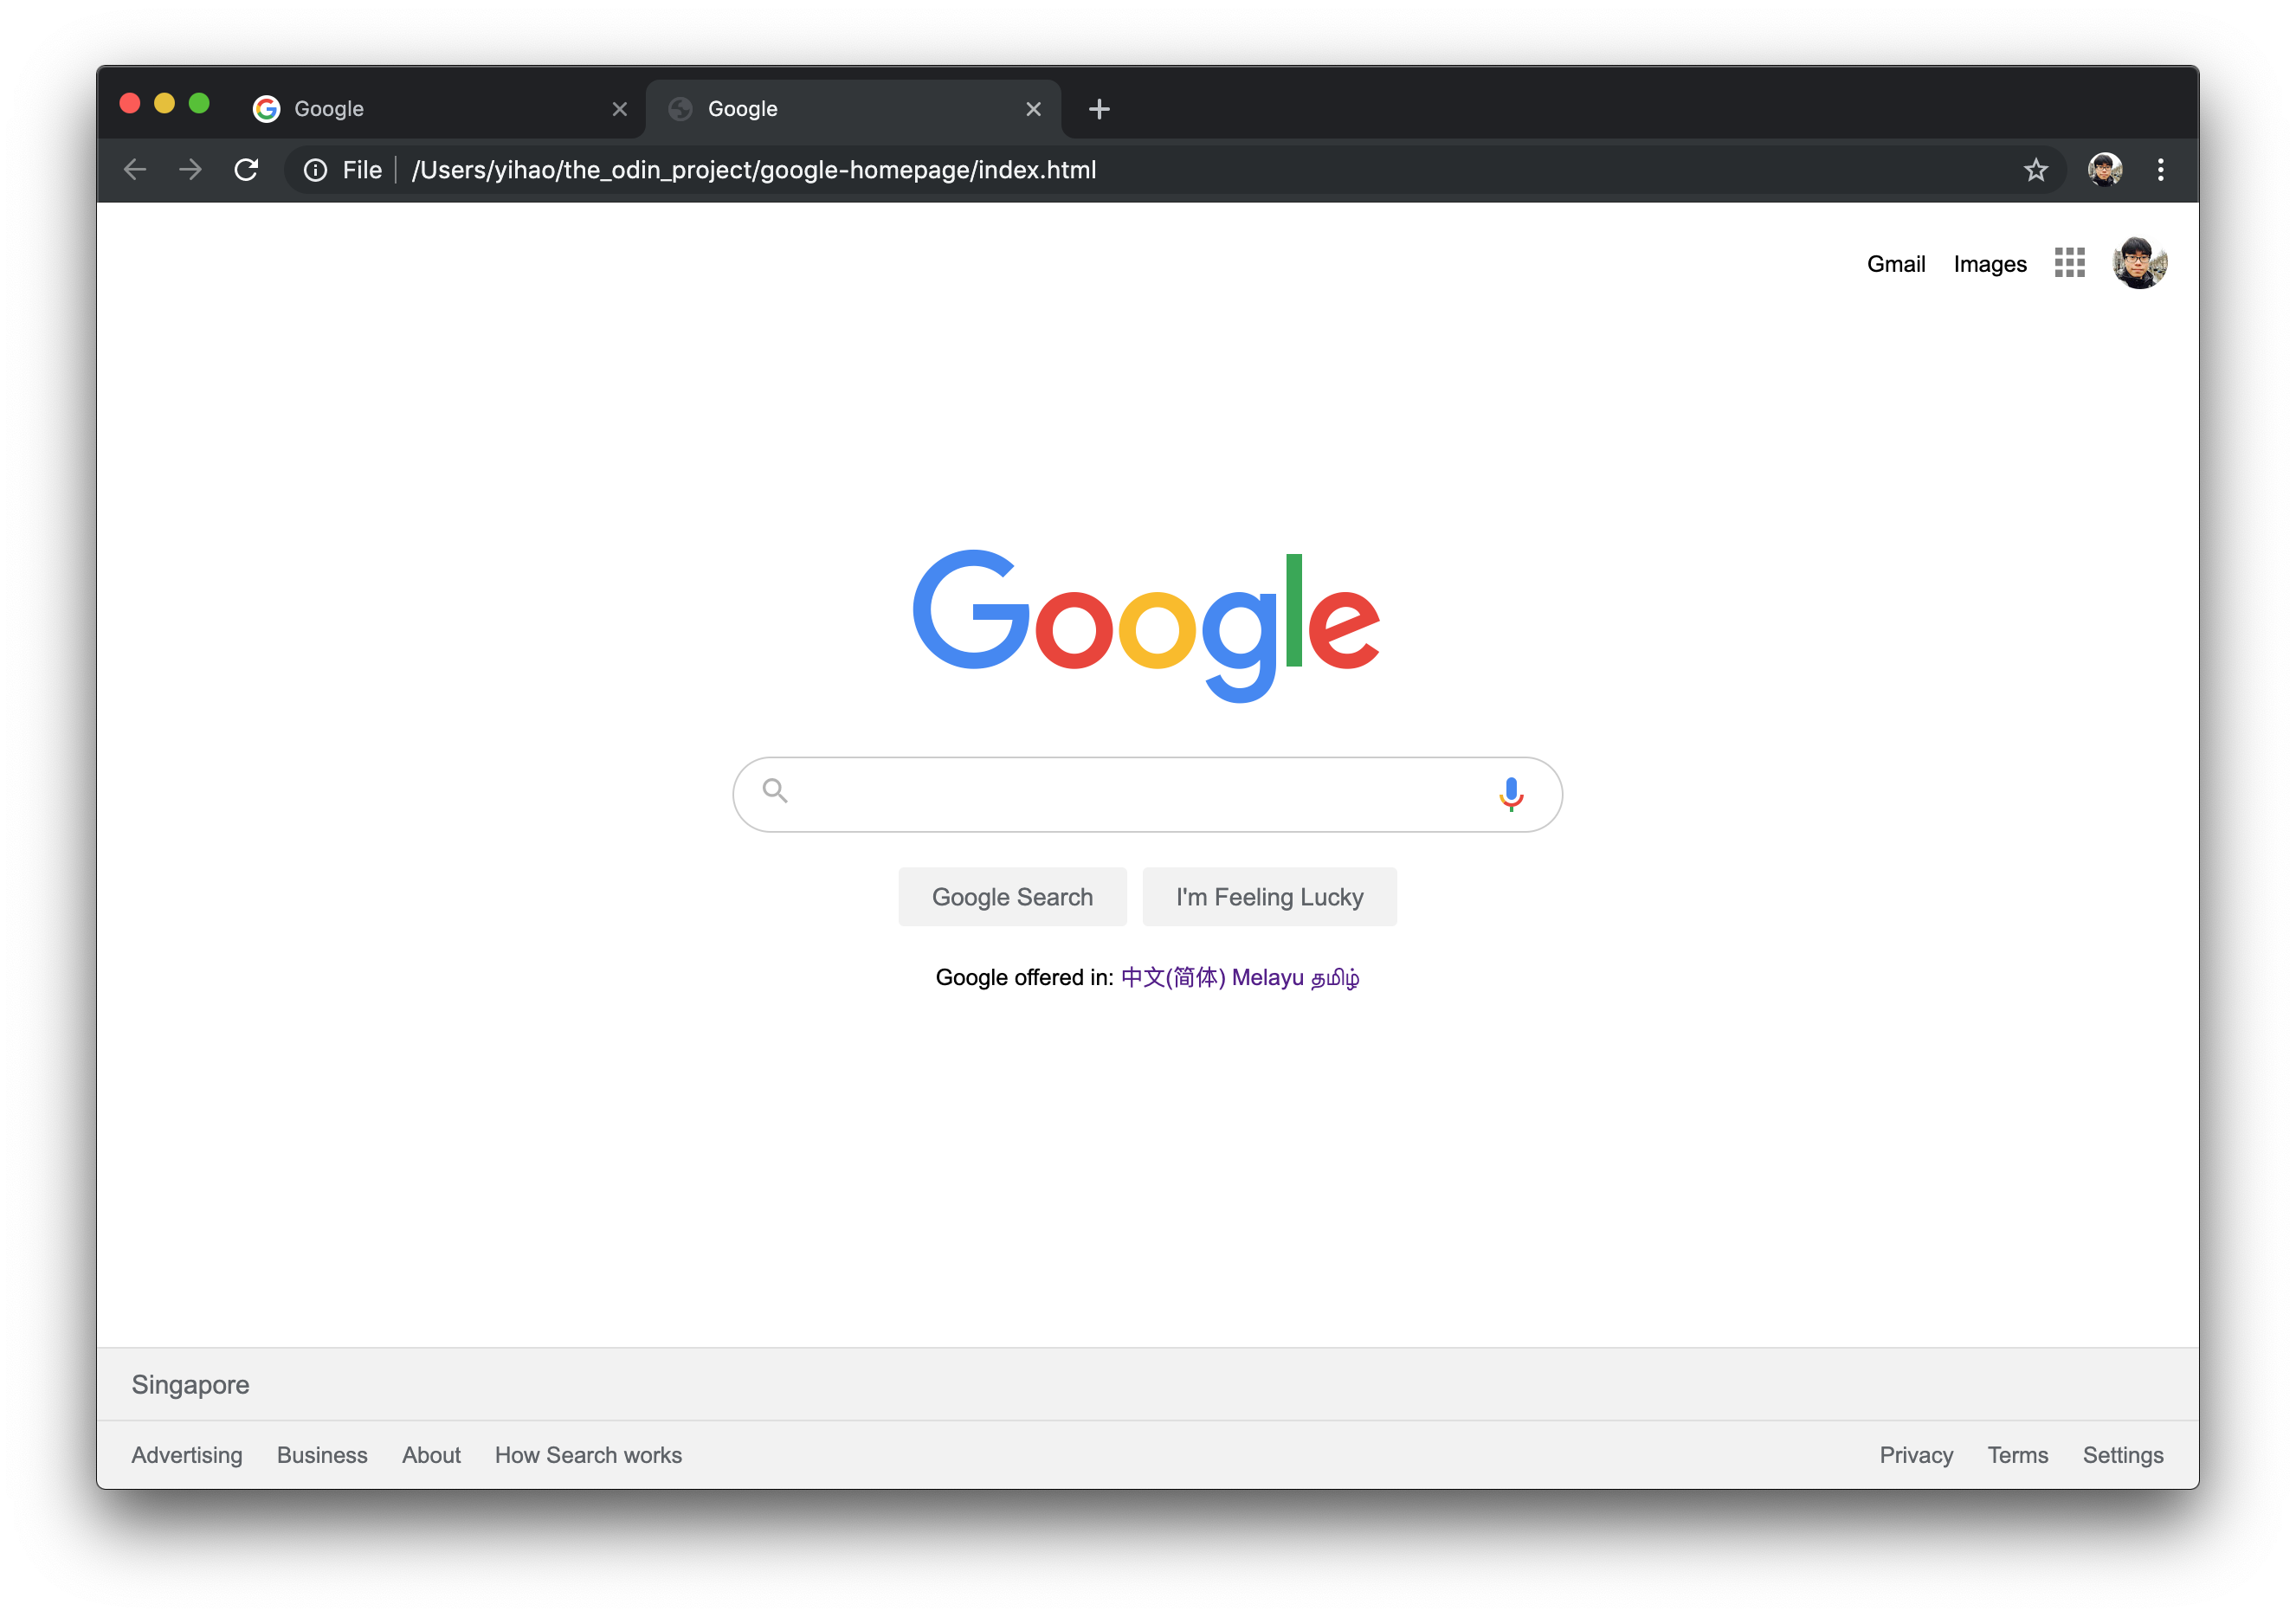 Google
Google
File
/Users/yihao/the_odin_project/google-homepage/index.html
Gmail Images
Google
Google Search
I'm Feeling Lucky
Google offered in: 中文(简体) Melayu தமிழ்
Singapore
Advertising Business About How Search works
Privacy Terms Settings